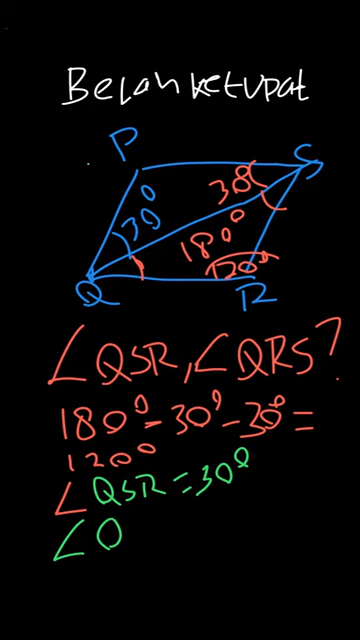 Belah ketupat
P
S
30°
30°
180°
120°
Q
R
∠QSR, ∠QRS?
180° - 30° - 30° =
120°
∠QSR = 30°
∠Q